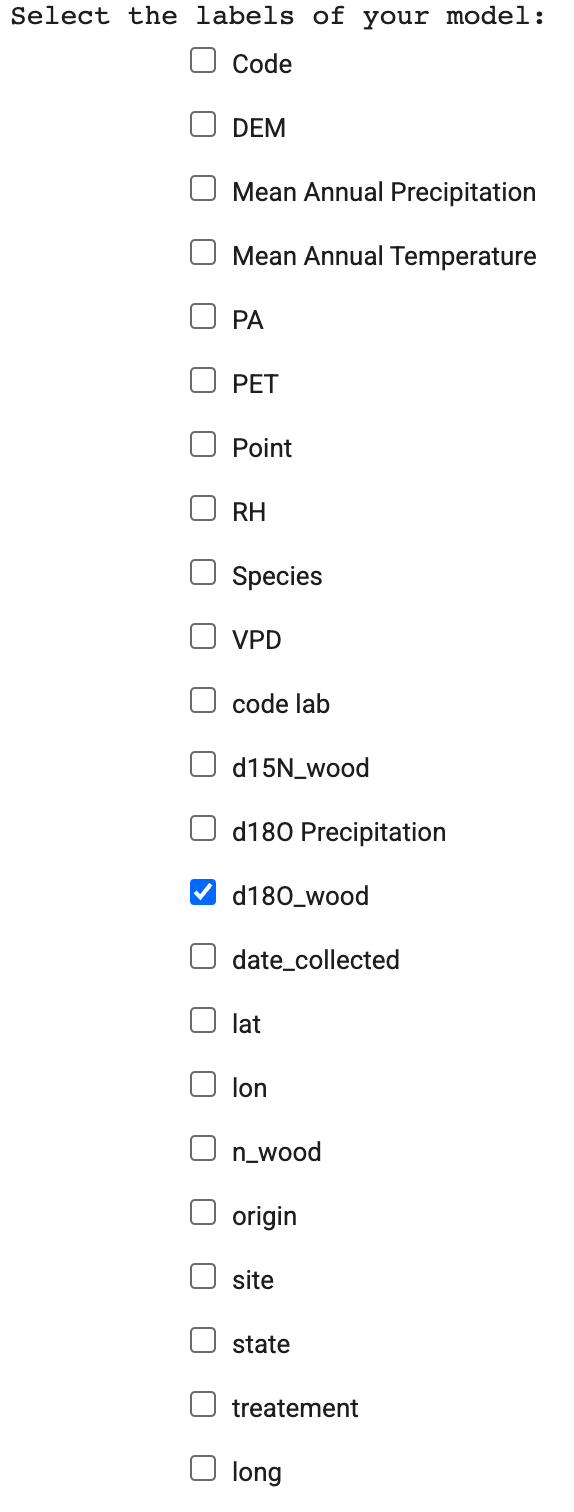 Select the labels of your model:
Code
DEM
Mean Annual Precipitation
Mean Annual Temperature
PA
PET
Point
RH
Species
VPD
code lab
d15N_wood
d18O Precipitation
d18O_wood
date_collected
lat
lon
n_wood
origin
site
state
treatement
long